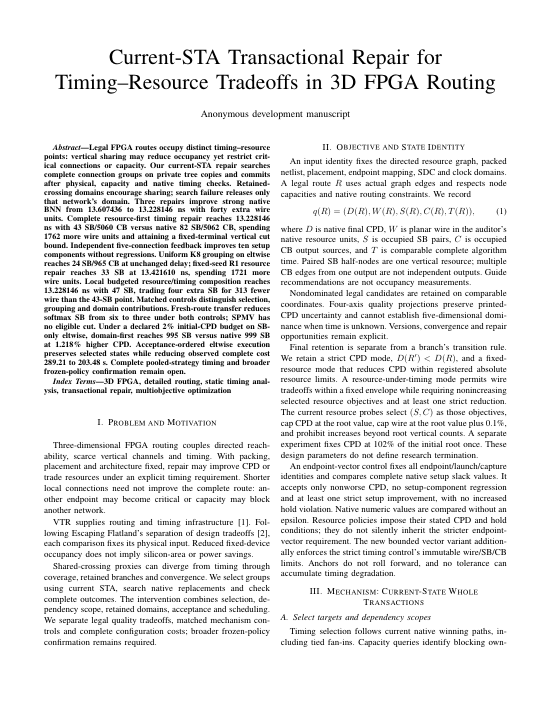 Current-STA Transactional Repair for
Timing–Resource Tradeoffs in 3D FPGA Routing
Anonymous development manuscript
Abstract—Legal FPGA routes occupy distinct timing–resource
points: vertical sharing may reduce occupancy yet restrict crit-
ical connections or capacity. Our current-STA repair searches
complete connection groups on private tree copies and commits
after physical, capacity and native timing checks. Retained-
crossing domains encourage sharing; search failure releases only
that network's domain. Three repairs improve strong native
BNN from 13.607436 to 13.228146 ns with forty extra wire
units. Complete resource-first timing repair reaches 13.228146
ns with 43 SB/5060 CB versus native 82 SB/5062 CB, spending
1762 more wire units and attaining a fixed-terminal vertical cut
bound. Independent five-connection feedback improves ten setup
components without regressions. Uniform K8 grouping on eltwise
reaches 24 SB/965 CB at unchanged delay; fixed-seed R1 resource
repair reaches 33 SB at 13.421610 ns, spending 1721 more
wire units. Local budgeted resource/timing composition reaches
13.228146 ns with 47 SB, trading four extra SB for 313 fewer
wire than the 43-SB point. Matched controls distinguish selection,
grouping and domain contributions. Fresh-route transfer reduces
softmax SB from six to three under both controls; SPMV has
no eligible cut. Under a declared 2% initial-CPD budget on SB-
only eltwise, domain-first reaches 995 SB versus native 999 SB
at 1.218% higher CPD. Acceptance-ordered eltwise execution
preserves selected states while reducing observed complete cost
289.21 to 203.48 s. Complete pooled-strategy timing and broader
frozen-policy confirmation remain open.
Index Terms—3D FPGA, detailed routing, static timing anal-
ysis, transactional repair, multiobjective optimization
I. PROBLEM AND MOTIVATION
Three-dimensional FPGA routing couples directed reach-
ability, scarce vertical channels and timing. With packing,
placement and architecture fixed, repair may improve CPD or
trade resources under an explicit timing requirement. Shorter
local connections need not improve the complete route: an-
other endpoint may become critical or capacity may block
another network.
VTR supplies routing and timing infrastructure [1]. Fol-
lowing Escaping Flatland's separation of design tradeoffs [2],
each comparison fixes its physical input. Reduced fixed-device
occupancy does not imply silicon-area or power savings.
Shared-crossing proxies can diverge from timing through
coverage, retained branches and convergence. We select groups
using current STA, search native replacements and check
complete outcomes. The intervention combines selection, de-
pendency scope, retained domains, acceptance and scheduling.
We separate legal quality tradeoffs, matched mechanism con-
trols and complete configuration costs; broader frozen-policy
confirmation remains required.
II. OBJECTIVE AND STATE IDENTITY
An input identity fixes the directed resource graph, packed
netlist, placement, endpoint mapping, SDC and clock domains.
A legal route R uses actual graph edges and respects node
capacities and native routing constraints. We record
q(R) = (D(R), W(R), S(R), C(R), T(R)), (1)
where D is native final CPD, W is planar wire in the auditor's
native resource units, S is occupied SB pairs, C is occupied
CB output sources, and T is comparable complete algorithm
time. Paired SB half-nodes are one vertical resource; multiple
CB edges from one output are not independent outputs. Guide
recommendations are not occupancy measurements.
Nondominated legal candidates are retained on comparable
coordinates. Four-axis quality projections preserve printed-
CPD uncertainty and cannot establish five-dimensional domi-
nance when time is unknown. Versions, convergence and repair
opportunities remain explicit.
Final retention is separate from a branch's transition rule.
We retain a strict CPD mode, D(R′) < D(R), and a fixed-
resource mode that reduces CPD within registered absolute
resource limits. A resource-under-timing mode permits wire
tradeoffs within a fixed envelope while requiring nonincreasing
selected resource objectives and at least one strict reduction.
The current resource probes select (S, C) as those objectives,
cap CPD at the root value, cap wire at the root value plus 0.1%,
and prohibit increases beyond root vertical counts. A separate
experiment fixes CPD at 102% of the initial root once. These
design parameters do not define research termination.
An endpoint-vector control fixes all endpoint/launch/capture
identities and compares complete native setup slack values. It
accepts only nonworse CPD, no setup-component regression
and at least one strict setup improvement, with no increased
hold violation. Native numeric values are compared without an
epsilon. Resource policies impose their stated CPD and hold
conditions; they do not silently inherit the stricter endpoint-
vector requirement. The new bounded vector variant addition-
ally enforces the strict timing control's immutable wire/SB/CB
limits. Anchors do not roll forward, and no tolerance can
accumulate timing degradation.
III. MECHANISM: CURRENT-STATE WHOLE
TRANSACTIONS
A. Select targets and dependency scopes
Timing selection follows current native winning paths, in-
cluding tied fan-ins. Capacity queries identify blocking own-